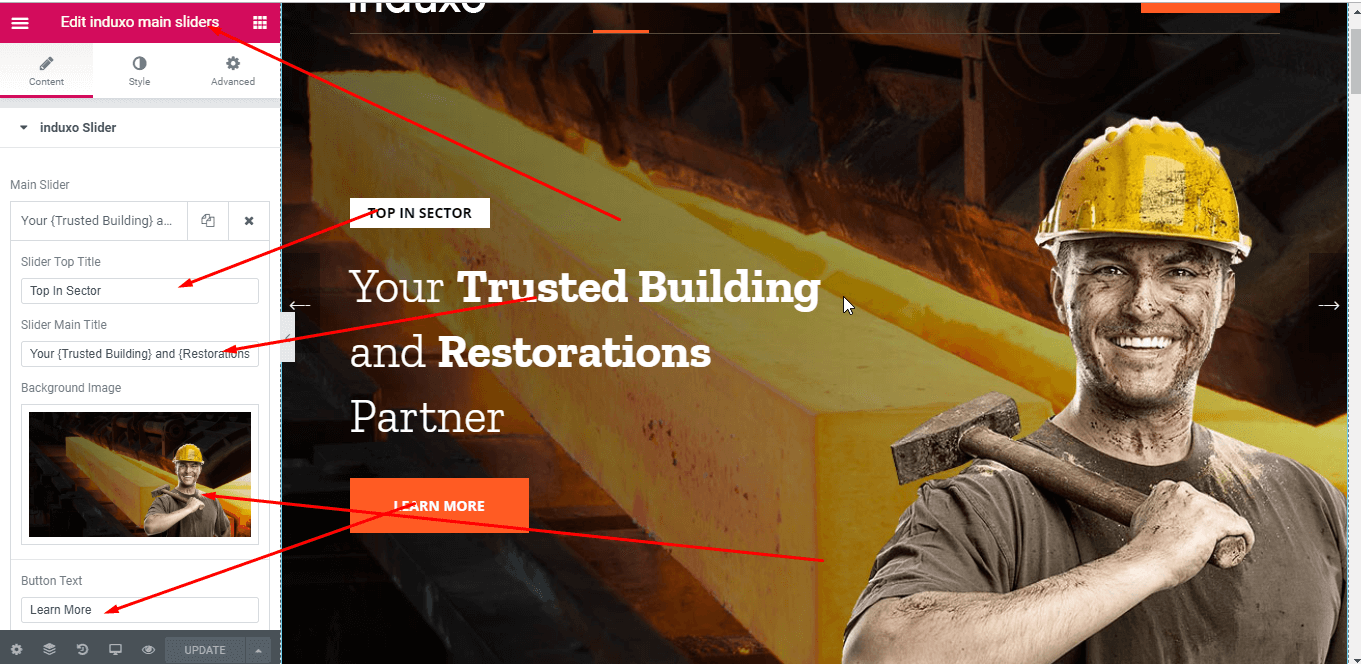 Edit induxo main sliders
Content
Style
Advanced
induxo Slider
Main Slider
Your {Trusted Building} a...
Slider Top Title
Top In Sector
Slider Main Title
Your {Trusted Building} and {Restorations
Background Image
Button Text
Learn More
UPDATE
induxo
TOP IN SECTOR
Your Trusted Building
and Restorations
Partner
LEARN MORE